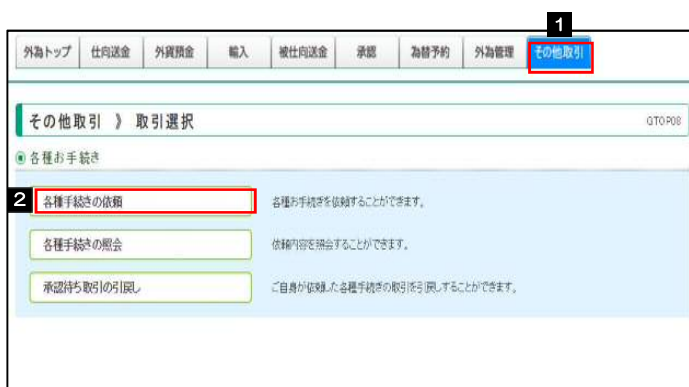 1
外為トップ 仕向送金 外貨預金 輸入 被仕向送金 承認 為替予約 外為管理 その他取引
その他取引 》 取引選択 GTOP08
各種お手続き
2 各種手続きの依頼 各種お手続きを依頼することができます。
各種手続きの照会 依頼内容を照会することができます。
承認待ち取引の引戻し ご自身が依頼した各種手続きの取引を引戻しすることができます。